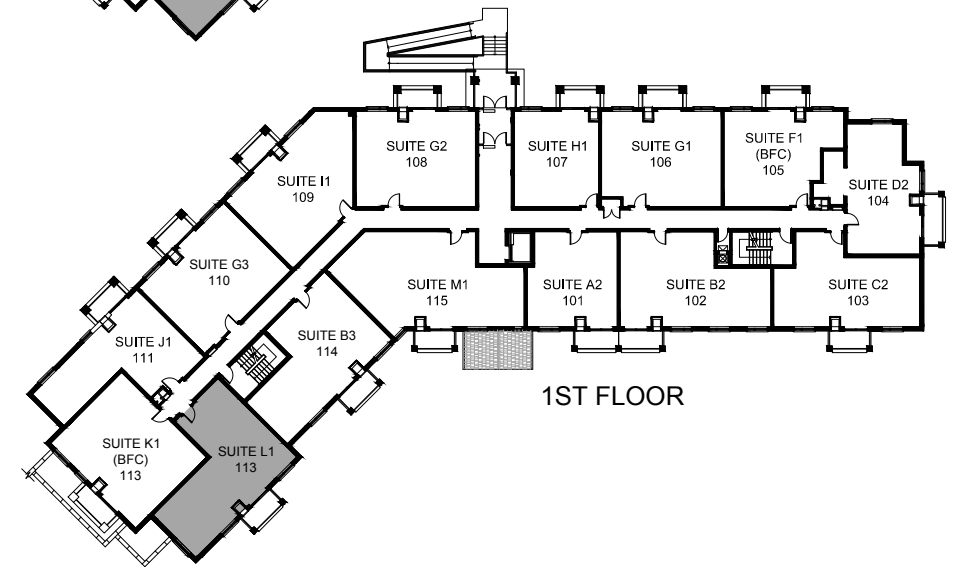 SUITE G2
108
SUITE H1
107
SUITE G1
106
SUITE F1
(BFC)
105
SUITE D2
104
SUITE I1
109
SUITE G3
110
SUITE M1
115
SUITE A2
101
SUITE B2
102
SUITE C2
103
SUITE J1
111
SUITE B3
114
SUITE K1
(BFC)
113
SUITE L1
113
1ST FLOOR